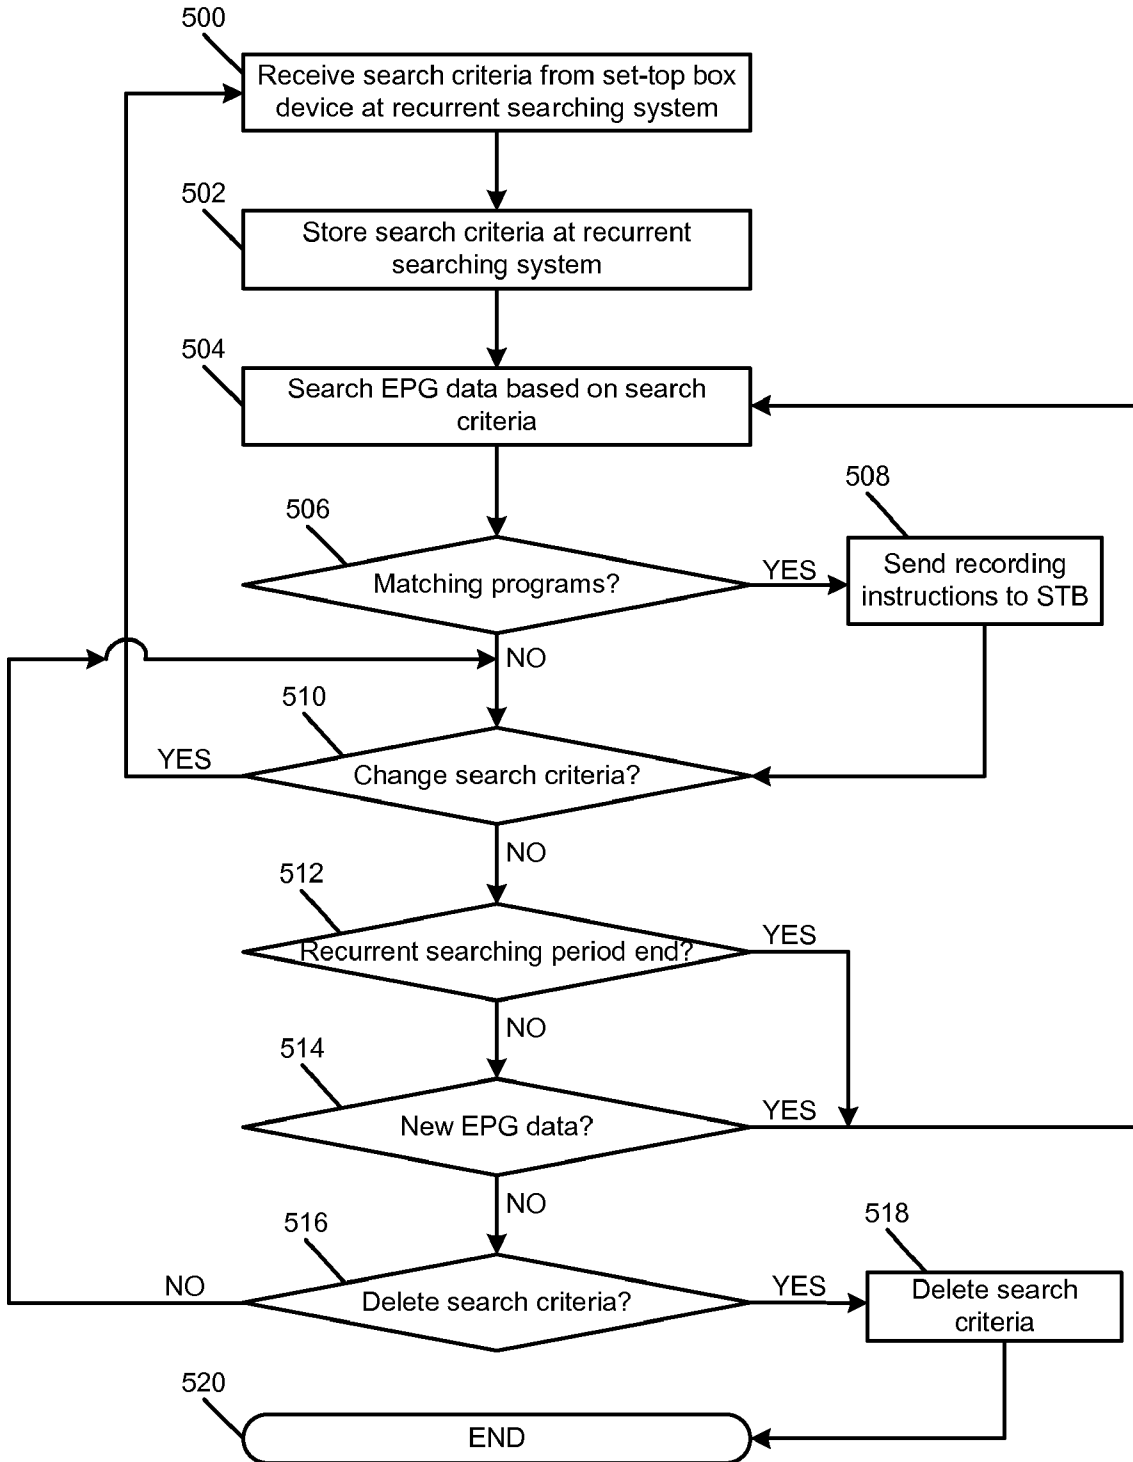 500
Receive search criteria from set-top box
device at recurrent searching system
502
Store search criteria at recurrent
searching system
504
Search EPG data based on search
criteria
506
Matching programs?
YES
508
Send recording
instructions to STB
NO
510
Change search criteria?
YES
NO
512
Recurrent searching period end?
YES
NO
514
New EPG data?
YES
NO
516
Delete search criteria?
NO
YES
518
Delete search
criteria
520
END